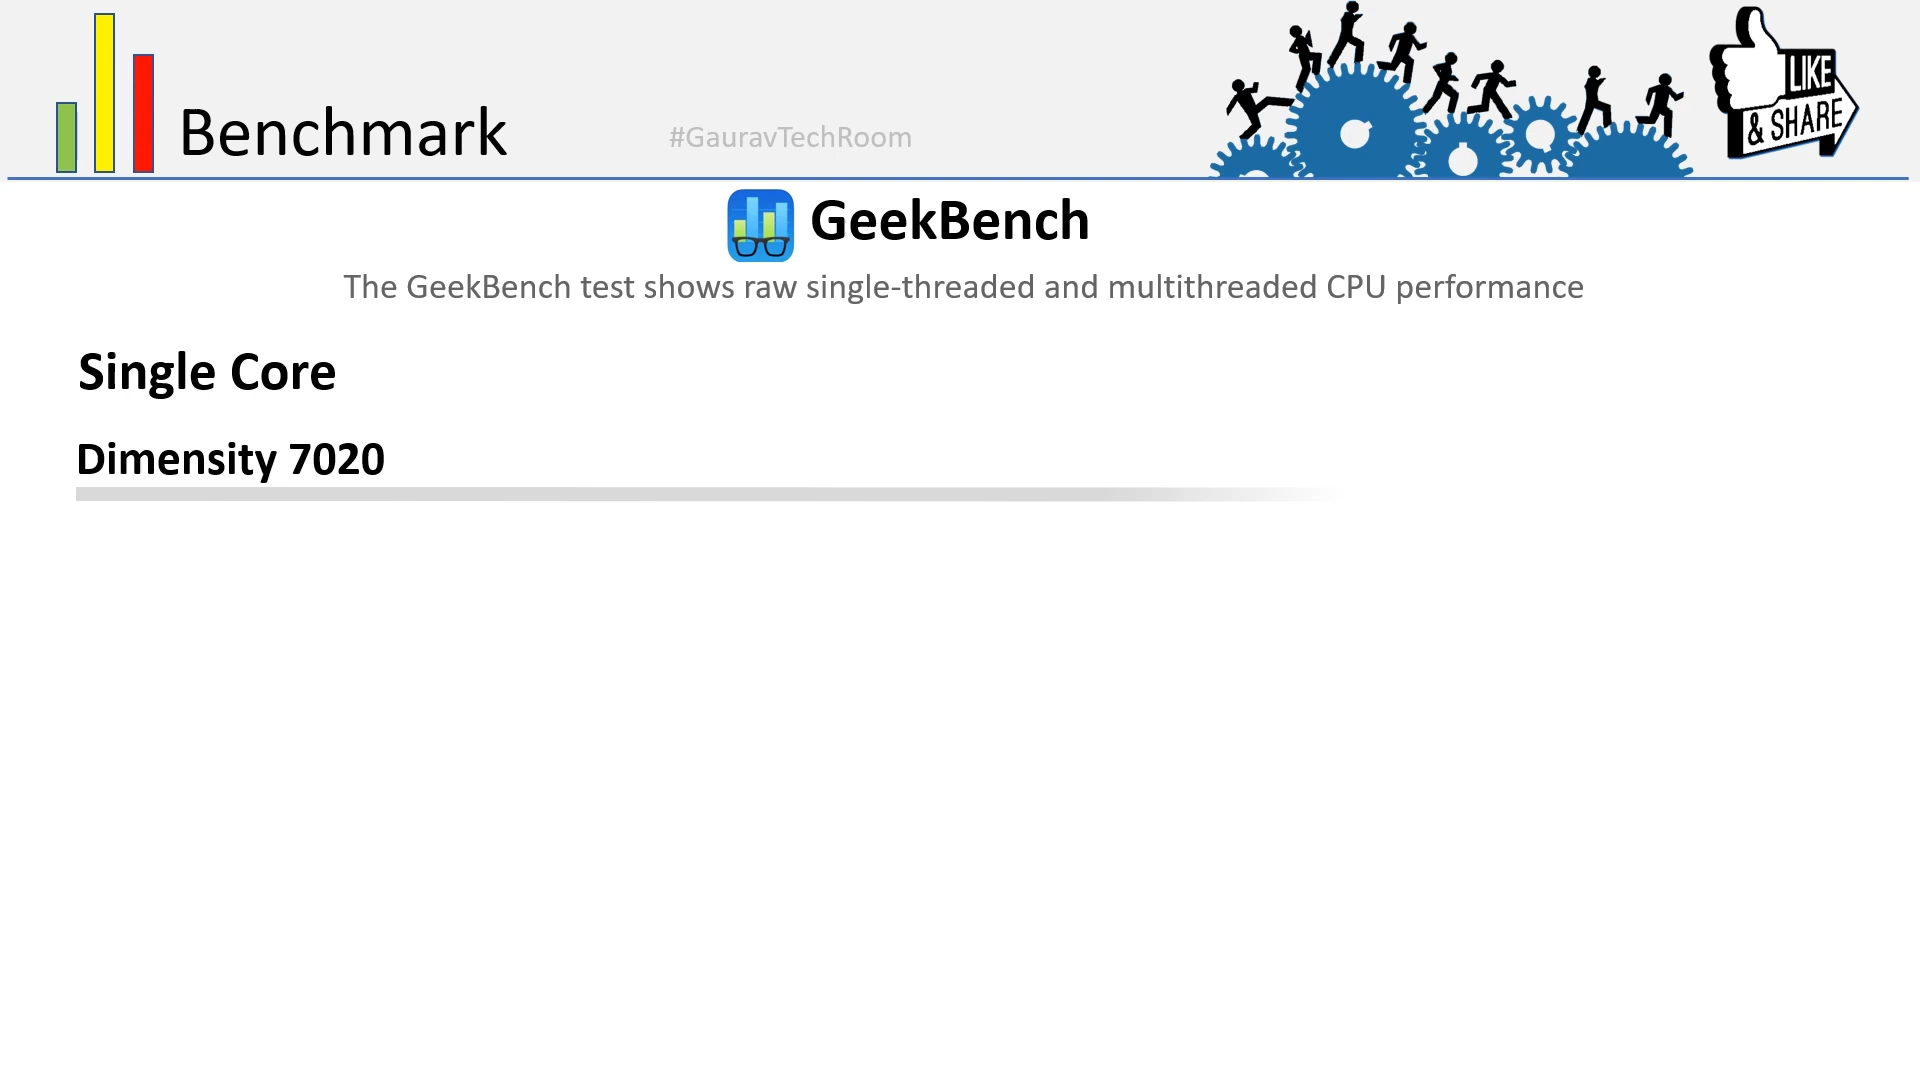 Benchmark
#GauravTechRoom
LIKE
& SHARE
GeekBench
The GeekBench test shows raw single-threaded and multithreaded CPU performance
Single Core
Dimensity 7020